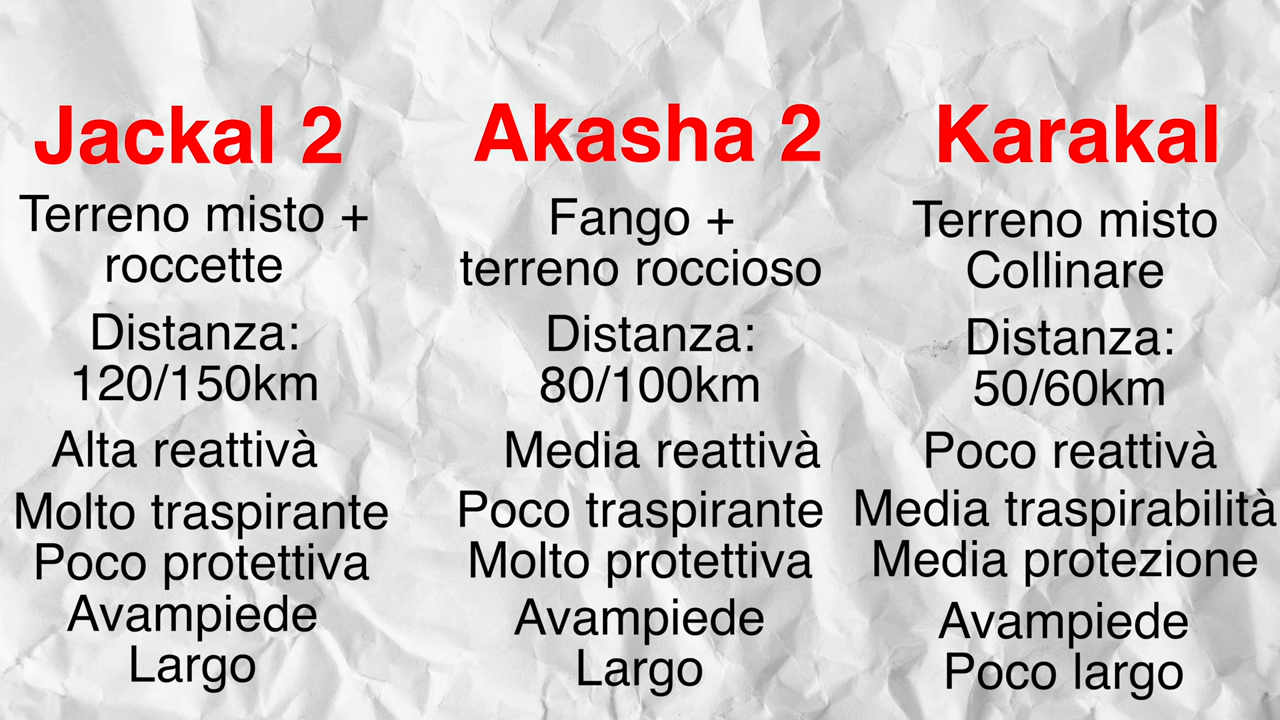 Jackal 2
Terreno misto +
roccette
Distanza:
120/150km
Alta reattivà
Molto traspirante
Poco protettiva
Avampiede
Largo
Akasha 2
Fango +
terreno roccioso
Distanza:
80/100km
Media reattivà
Poco traspirante
Molto protettiva
Avampiede
Largo
Karakal
Terreno misto
Collinare
Distanza:
50/60km
Poco reattivà
Media traspirabilità
Media protezione
Avampiede
Poco largo